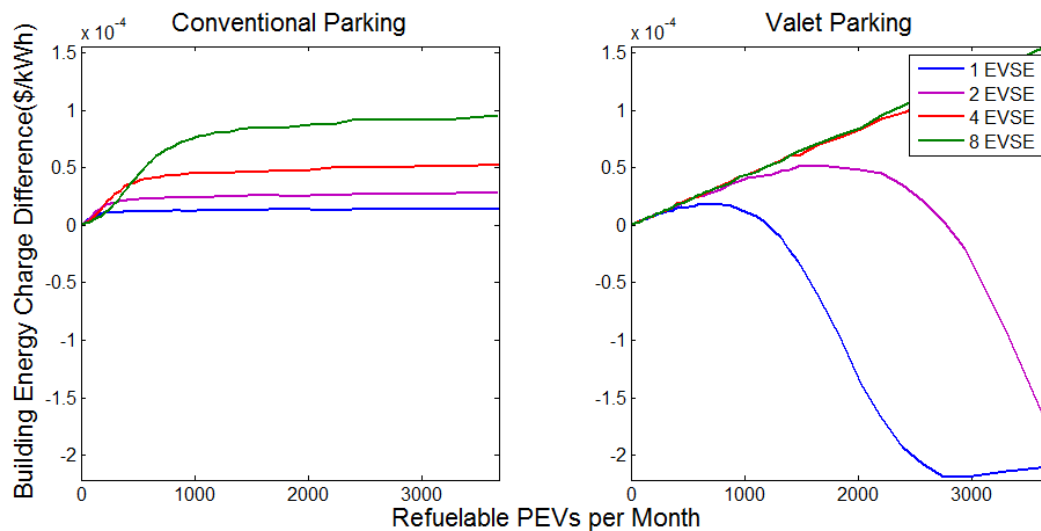 Conventional Parking
Valet Parking
x 10⁻⁴
x 10⁻⁴
Building Energy Charge Difference($/kWh)
1.5
1
0.5
0
-0.5
-1
-1.5
-2
0 1000 2000 3000
1.5
1
0.5
0
-0.5
-1
-1.5
-2
0 1000 2000 3000
1 EVSE
2 EVSE
4 EVSE
8 EVSE
Refuelable PEVs per Month